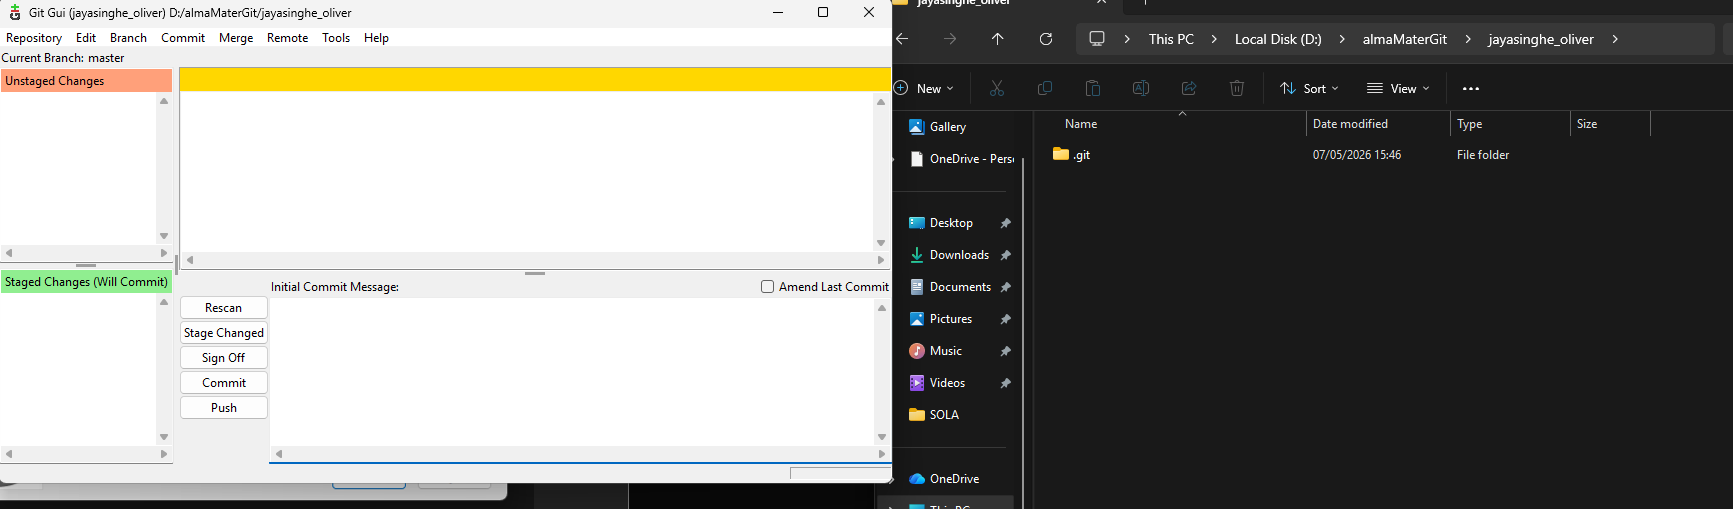 Git Gui (jayasinghe_oliver) D:/almaMaterGit/jayasinghe_oliver
Repository Edit Branch Commit Merge Remote Tools Help
Current Branch: master
Unstaged Changes
Staged Changes (Will Commit)
Initial Commit Message:
Amend Last Commit
Rescan
Stage Changed
Sign Off
Commit
Push
jayasinghe_oliver
This PC > Local Disk (D:) > almaMaterGit > jayasinghe_oliver >
New Sort View ...
Gallery
OneDrive - Pers
Desktop
Downloads
Documents
Pictures
Music
Videos
SOLA
OneDrive
This PC
Name Date modified Type Size
.git 07/05/2026 15:46 File folder